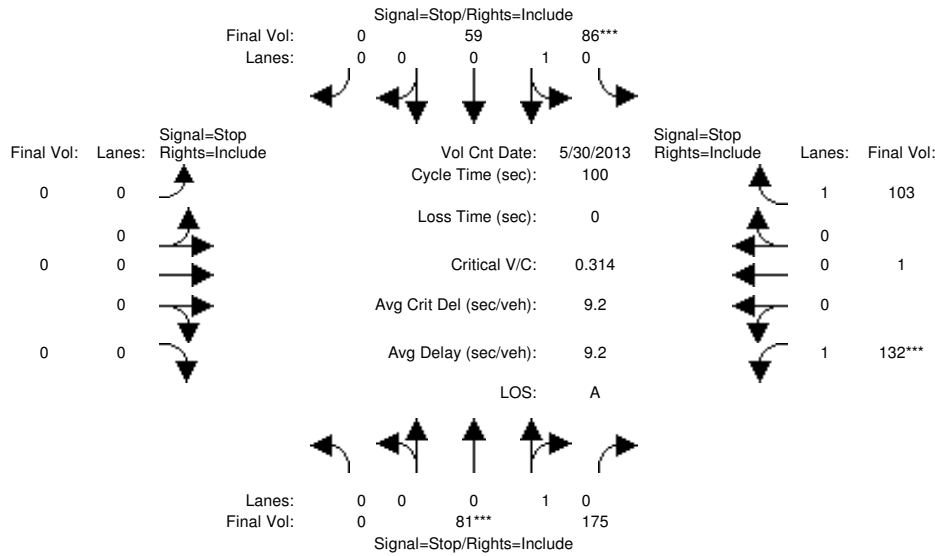 Signal=Stop/Rights=Include
Final Vol: 0 59 86***
Lanes: 0 0 0 1 0
Signal=Stop
Final Vol: Lanes: Rights=Include
Vol Cnt Date: 5/30/2013
Signal=Stop
Rights=Include Lanes: Final Vol:
Cycle Time (sec): 100
0 0
1 103
Loss Time (sec): 0
0
0
0 0
Critical V/C: 0.314
0 1
0
Avg Crit Del (sec/veh): 9.2
0
0 0
Avg Delay (sec/veh): 9.2
1 132***
LOS: A
Lanes: 0 0 0 1 0
Final Vol: 0 81*** 175
Signal=Stop/Rights=Include